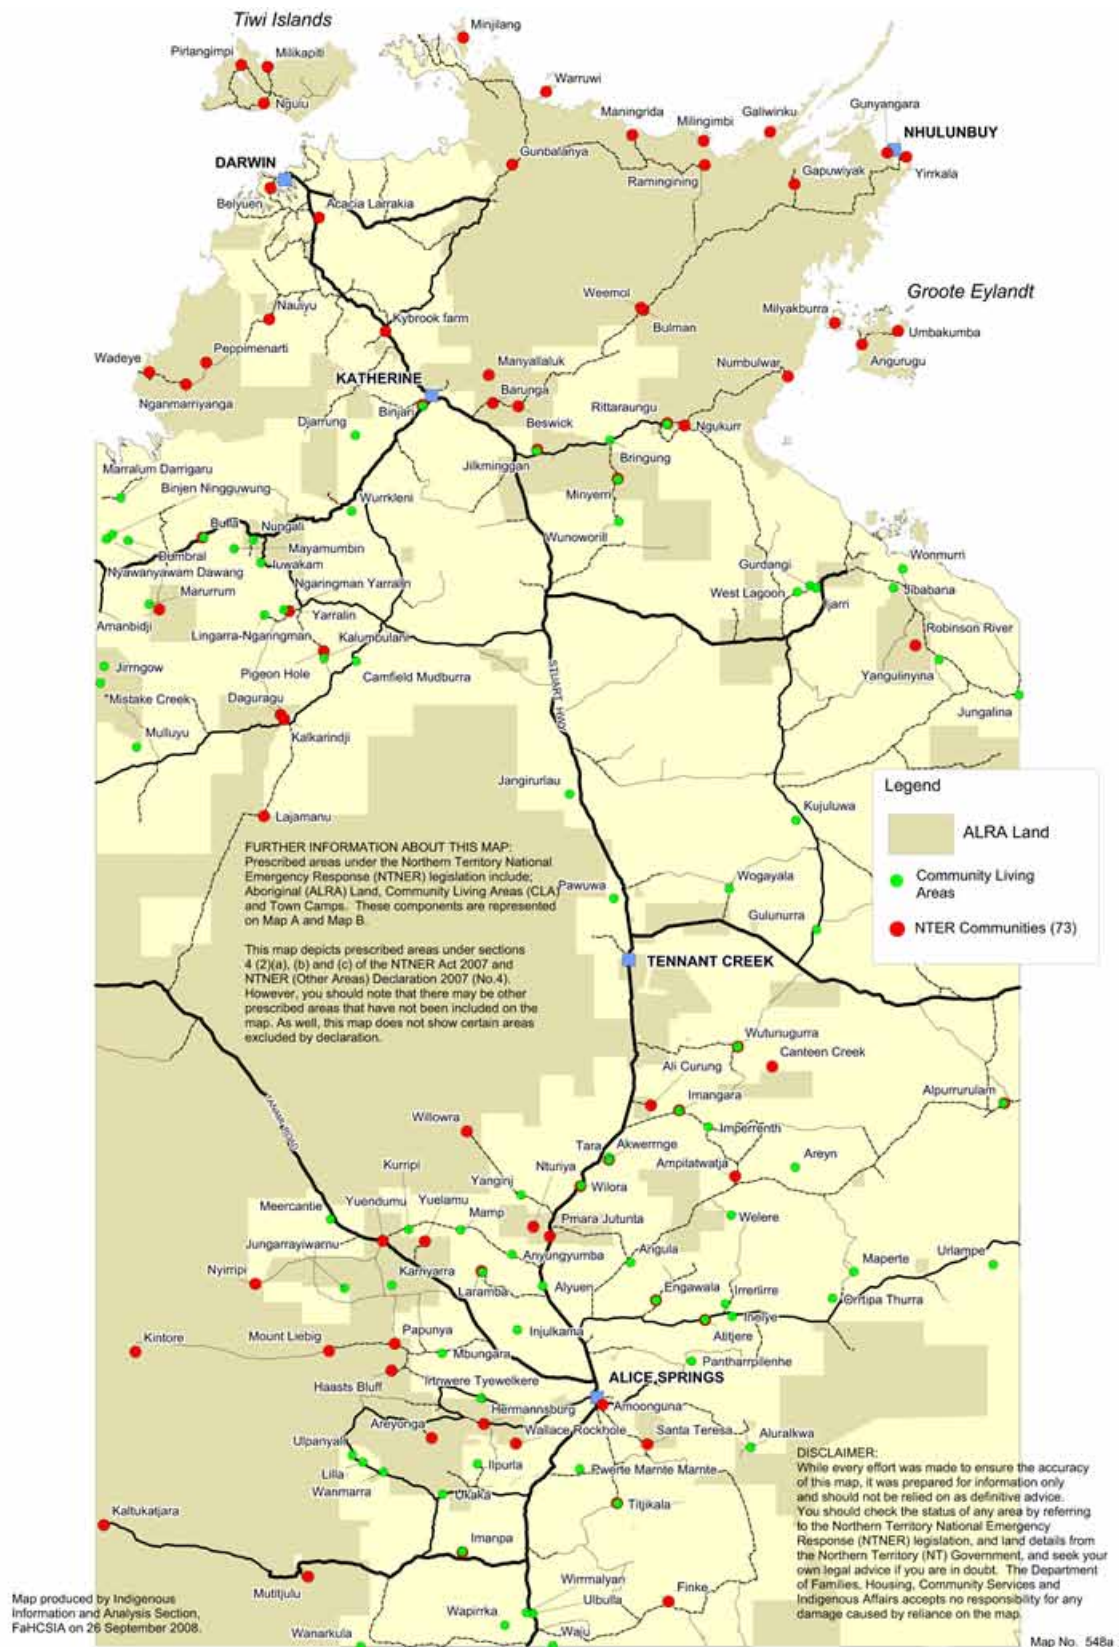 Tiwi Islands
Minjilang
Pirlangimpi
Milikapiti
Warruwi
Ngulu
Maningrida
Milingimbi
Galiwinku
Gunyangara
NHULUNBUY
DARWIN
Gunbalanya
Ramingining
Gapuwiyak
Yirrkala
Belyuen
Acacia Larrakia
Groote Eylandt
Weemol
Milyakburra
Nauiyu
Kybrook farm
Bulman
Umbakumba
Wadeye
Peppimenarti
Manyallaluk
Numbulwar
Angurugu
KATHERINE
Barunga
Nganmarriyanga
Binjari
Rittaraungu
Djarrung
Beswick
Ngukurr
Jilkminggan
Bringung
Marralum Darrigaru
Binjen Ningguwung
Minyerri
Wurrkleni
Bulla
Nungali
Wunoworill
Dumbral
Mayamumbin
Wonmurri
Nyawanyawam Dawang
Iuwakam
Gurdangi
Marurrum
Ngaringman Yarralin
West Lagoon
Jibabana
Amanbidji
Yarralin
Ijarri
Lingarra-Ngaringman
Kalumboulani
Robinson River
Jirrngow
Pigeon Hole
Camfield Mudburra
Yangulinyina
"Mistake Creek
Daguragu
STUART HWY
Jungalina
Mulluyu
Kalkarindji
Jangirurlau
Legend
Lajamanu
Kujuluwa
ALRA Land
FURTHER INFORMATION ABOUT THIS MAP:
Prescribed areas under the Northern Territory National
Emergency Response (NTNER) legislation include;
Aboriginal (ALRA) Land, Community Living Areas (CLA)
and Town Camps. These components are represented
on Map A and Map B.
Community Living
Areas
Pawuwa
Wogayala
Gulunurra
NTER Communities (73)
This map depicts prescribed areas under sections
4 (2)(a), (b) and (c) of the NTNER Act 2007 and
NTNER (Other Areas) Declaration 2007 (No.4).
However, you should note that there may be other
prescribed areas that have not been included on the
map. As well, this map does not show certain areas
excluded by declaration.
TENNANT CREEK
Wutunugurra
Canteen Creek
Ali Curung
TANAMI ROAD
Imangara
Alpurrurulam
Willowra
Imperrenth
Tara
Akwerrnge
Kurripi
Nturiya
Ampilatwatja
Areyn
Yanginj
Wilora
Meercantie
Yuendumu
Yuelamu
Mamp
Pmara Jutunta
Welere
Jungarrayiwarnu
Anyungyumba
Angula
Maperte
Urlampe
Nyirripi
Karnyarra
Laramba
Alyuen
Engawala
Irrerlirre
Orrtipa Thurra
Kintore
Mount Liebig
Papunya
Injulkama
Inelye
Atitjere
Mbungara
Pantharrpilenhe
Haasts Bluff
Irtnwere Tyewelkere
ALICE SPRINGS
Hermannsburg
Amoonguna
Areyonga
Wallace Rockhole
Santa Teresa
Aluralkwa
Ulpanyali
Ilpurla
Lilla
Pwerte Marnte Marnte
Wanmarra
Ukaka
Titjikala
Kaltukatjara
Imanpa
DISCLAIMER:
While every effort was made to ensure the accuracy
of this map, it was prepared for information only
and should not be relied on as definitive advice.
You should check the status of any area by referring
to the Northern Territory National Emergency
Response (NTNER) legislation, and land details from
the Northern Territory (NT) Government, and seek your
own legal advice if you are in doubt. The Department
of Families, Housing, Community Services and
Indigenous Affairs accepts no responsibility for any
damage caused by reliance on the map.
Mutitjulu
Wirrmalyan
Ulbulla
Finke
Wapirrka
Waju
Wanarkula
Map produced by Indigenous
Information and Analysis Section,
FaHCSIA on 26 September 2008.
Map No. 548a